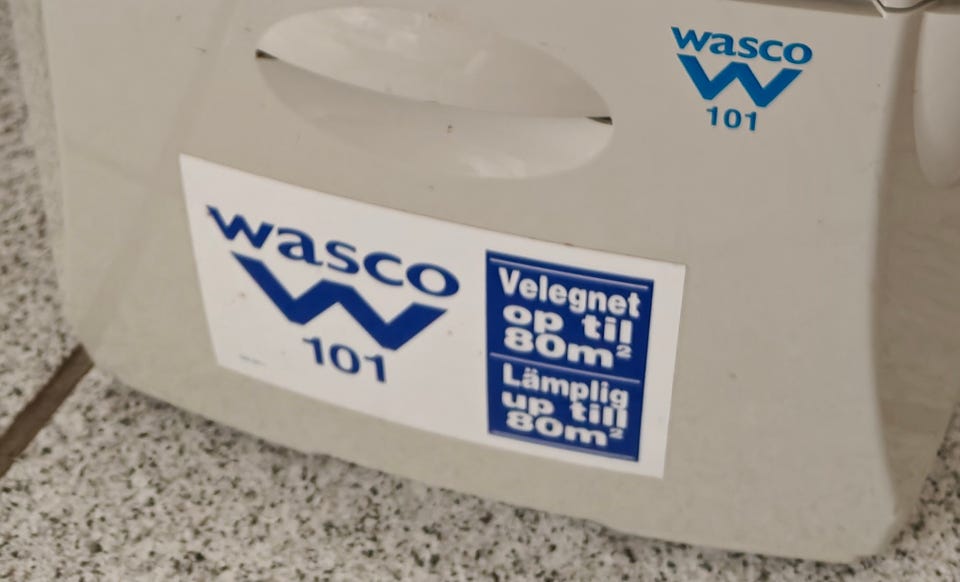 wasco
101
wasco
101
Velegnet
op til
80m²
Lämplig
up till
80m²